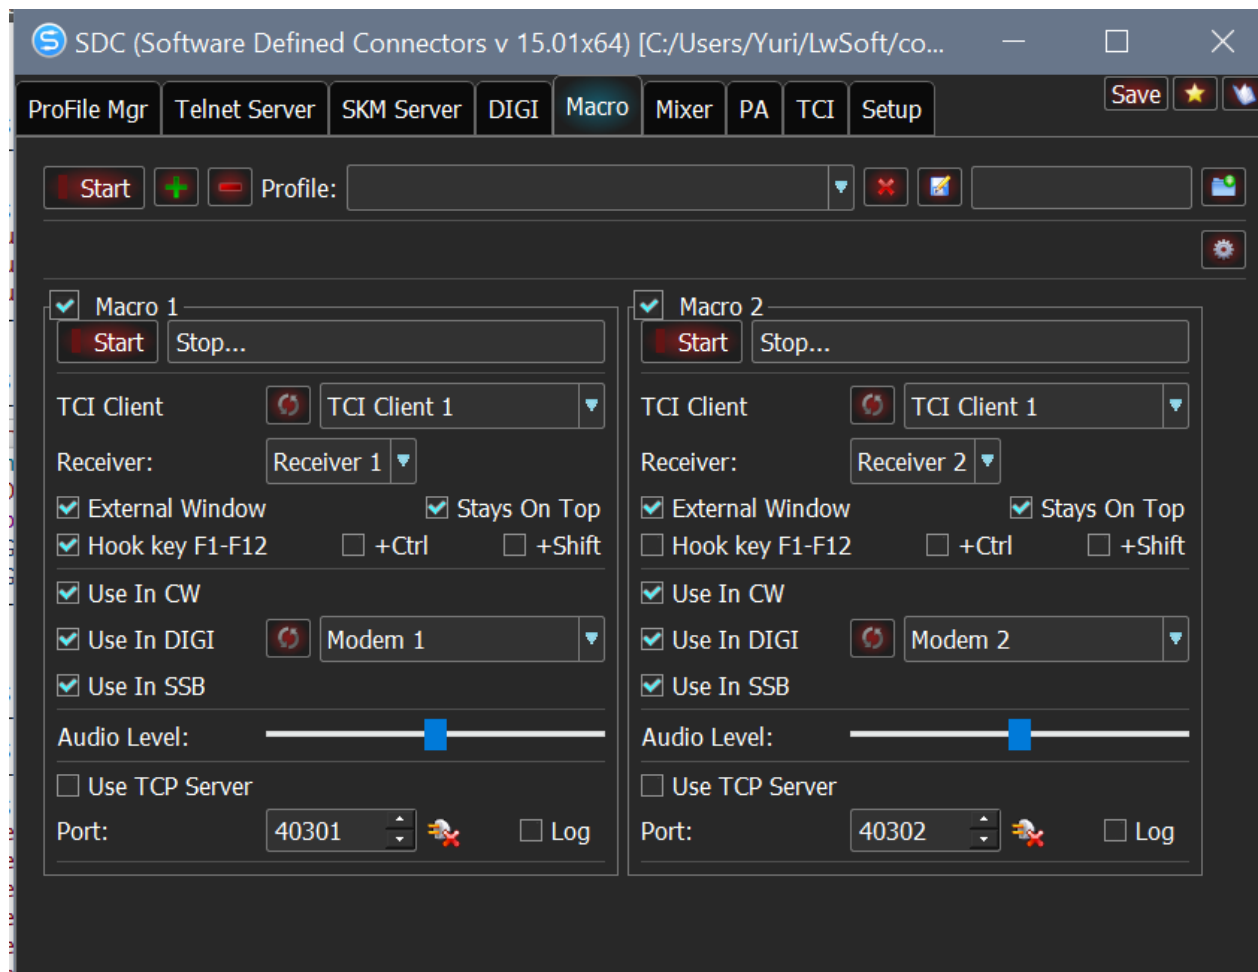 SDC (Software Defined Connectors v 15.01x64) [C:/Users/Yuri/LwSoft/co...
ProFile Mgr Telnet Server SKM Server DIGI Macro Mixer PA TCI Setup Save
Start Profile:
Macro 1
Start Stop...
TCI Client TCI Client 1
Receiver: Receiver 1
External Window Stays On Top
Hook key F1-F12 +Ctrl +Shift
Use In CW
Use In DIGI Modem 1
Use In SSB
Audio Level:
Use TCP Server
Port: 40301 Log
Macro 2
Start Stop...
TCI Client TCI Client 1
Receiver: Receiver 2
External Window Stays On Top
Hook key F1-F12 +Ctrl +Shift
Use In CW
Use In DIGI Modem 2
Use In SSB
Audio Level:
Use TCP Server
Port: 40302 Log